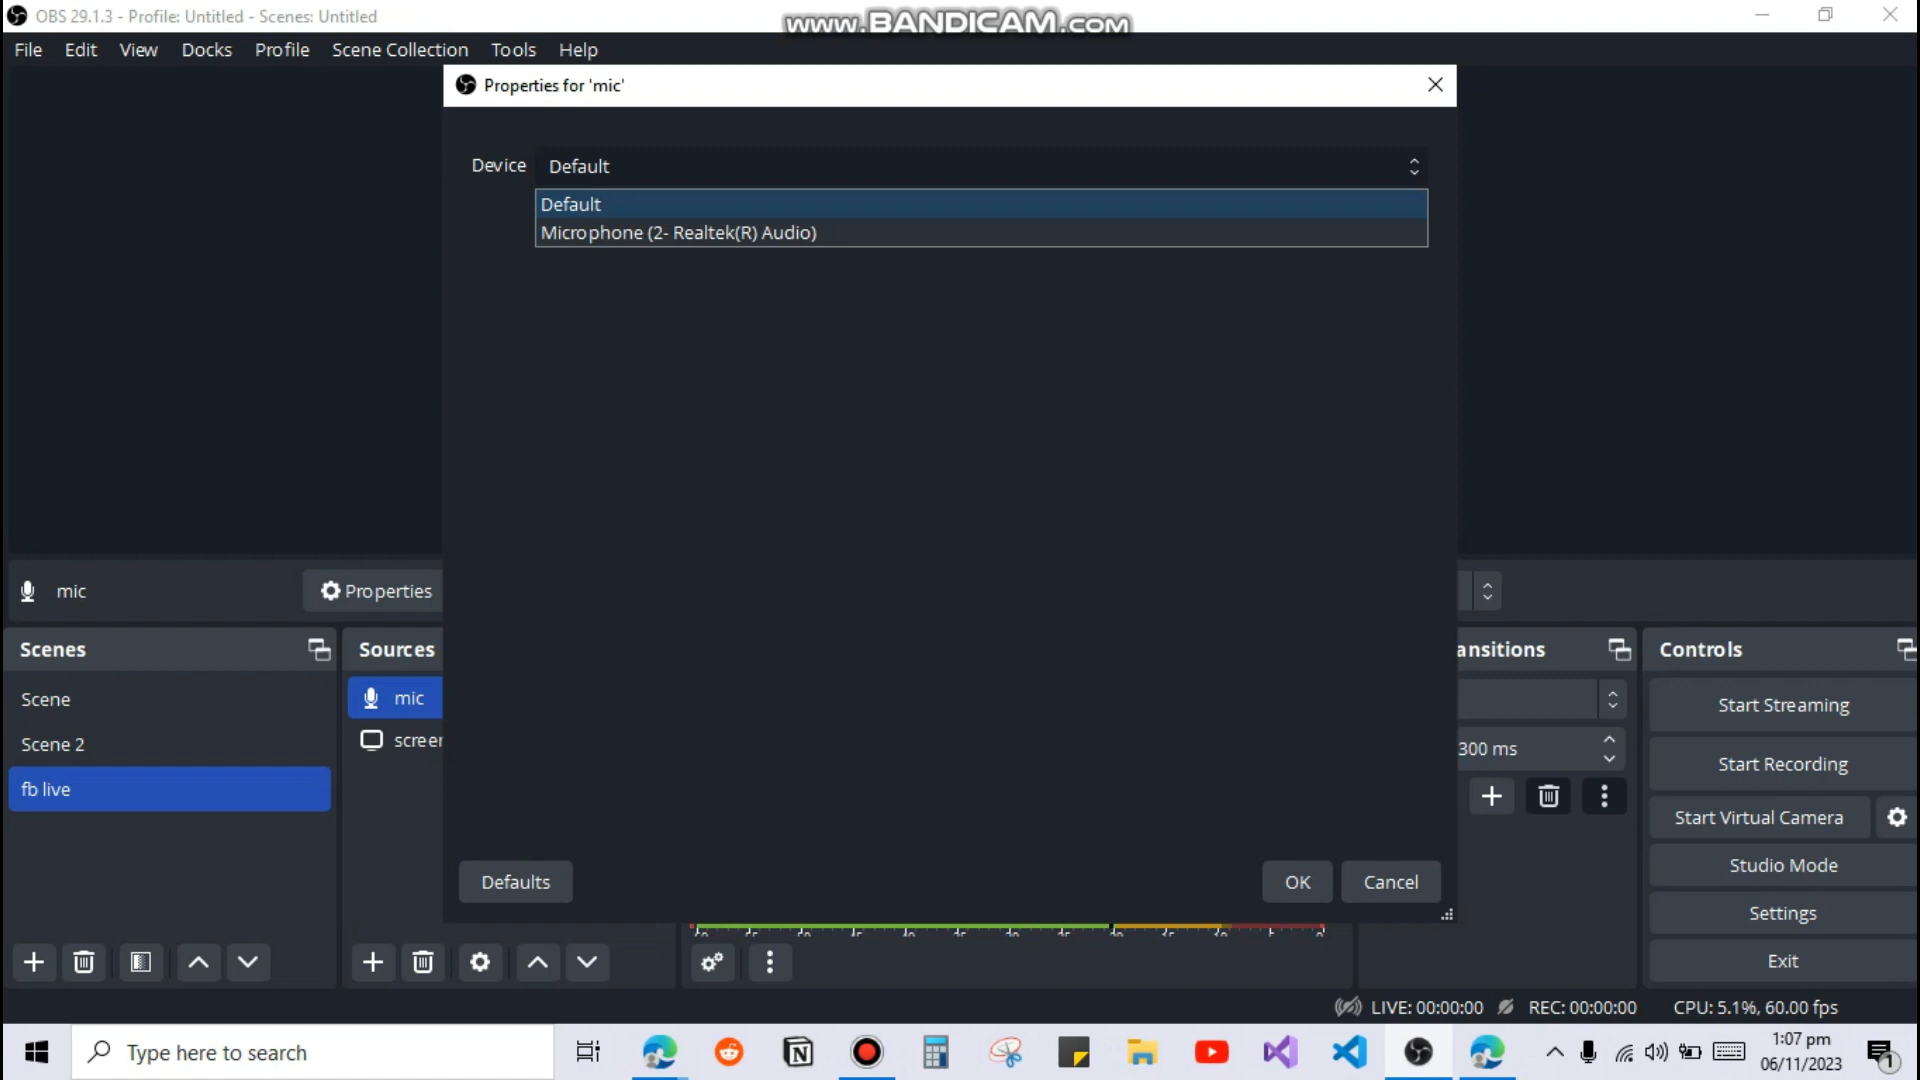 OBS 29.1.3 - Profile: Untitled - Scenes: Untitled
www.BANDICAM.com
File Edit View Docks Profile Scene Collection Tools Help
Properties for 'mic'
Device Default
Default
Microphone (2- Realtek(R) Audio)
mic Properties
Scenes Sources ansitions Controls
Scene
Scene 2
fb live
mic
screen
300 ms
Start Streaming
Start Recording
Start Virtual Camera
Studio Mode
Settings
Exit
Defaults OK Cancel
LIVE: 00:00:00 REC: 00:00:00 CPU: 5.1%, 60.00 fps
Type here to search
1:07 pm
06/11/2023
1